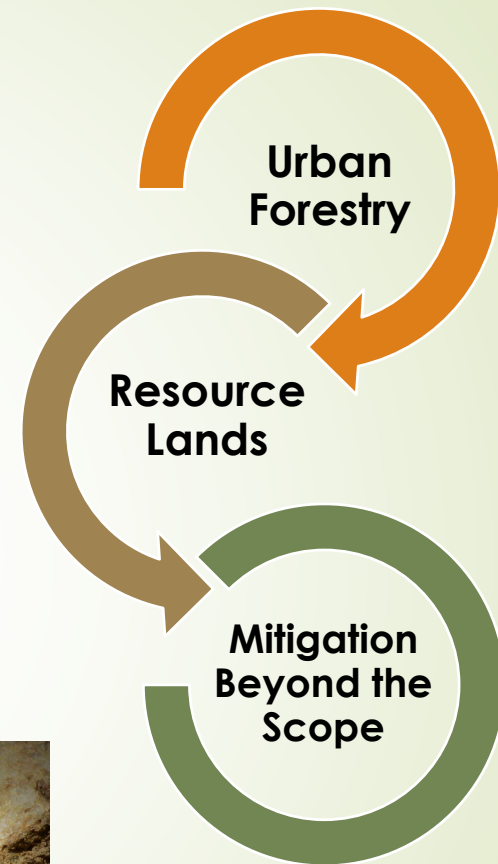 Urban
Forestry
Resource
Lands
Mitigation
Beyond the
Scope